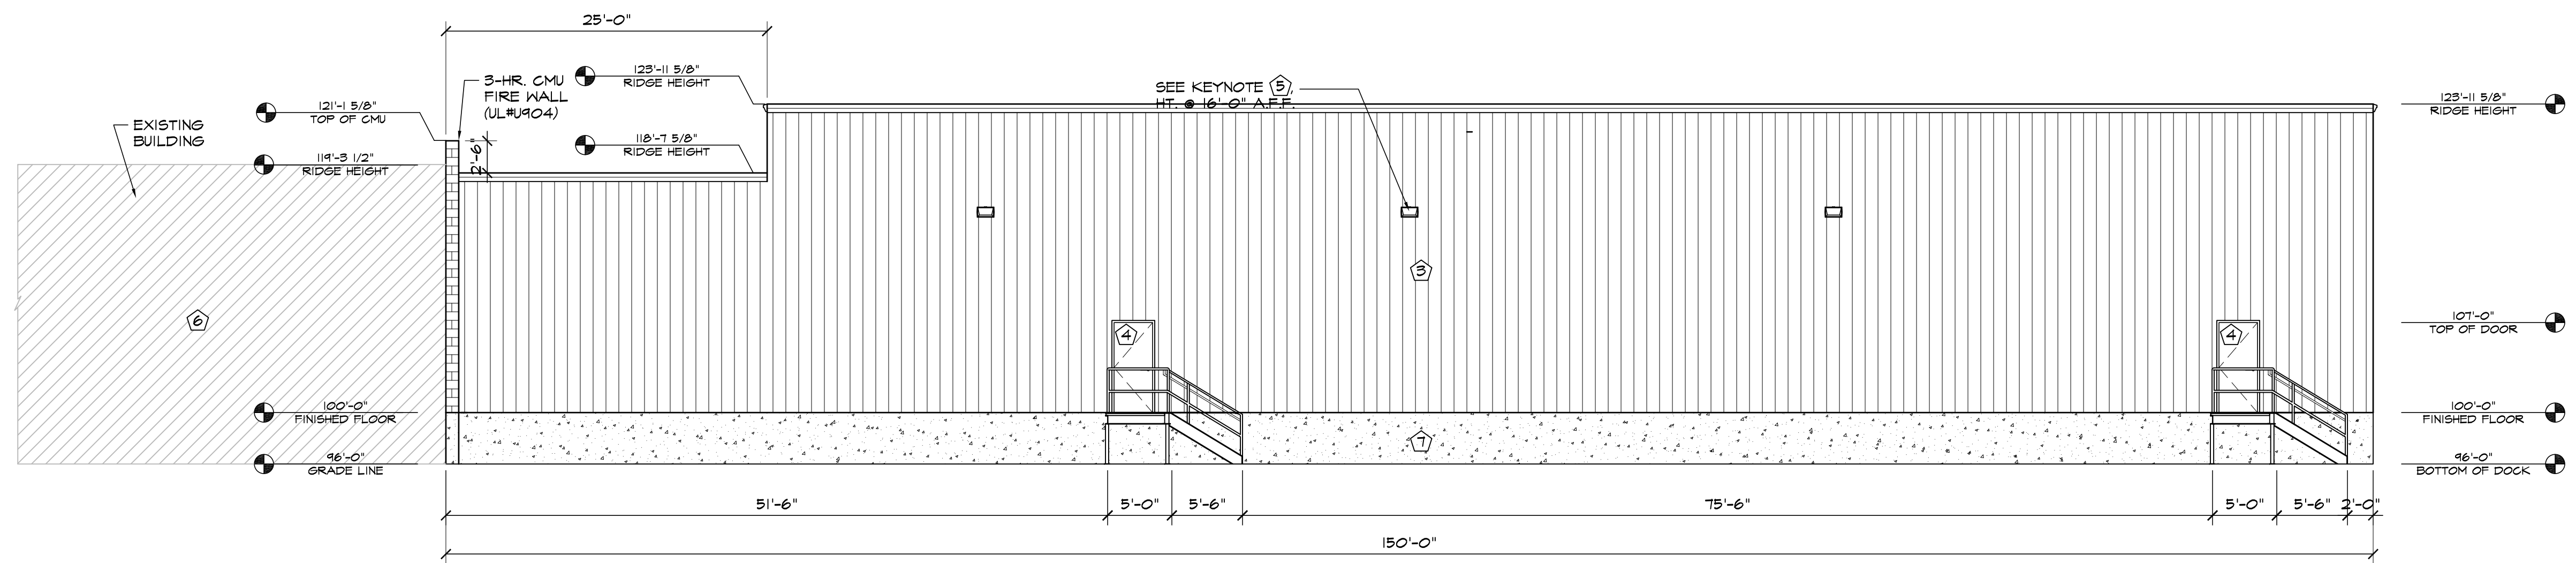 25'-0"
3-HR. CMU
FIRE WALL
(UL#U904)
123'-11 5/8"
RIDGE HEIGHT
SEE KEYNOTE 5,
HT. @ 16'-0" A.F.F.
123'-11 5/8"
RIDGE HEIGHT
121'-1 5/8"
TOP OF CMU
EXISTING
BUILDING
119'-3 1/2"
RIDGE HEIGHT
2'-6"
118'-7 5/8"
RIDGE HEIGHT
3
6
4
4
107'-0"
TOP OF DOOR
100'-0"
FINISHED FLOOR
100'-0"
FINISHED FLOOR
7
96'-0"
GRADE LINE
96'-0"
BOTTOM OF DOCK
51'-6"
5'-0"
5'-6"
75'-6"
5'-0"
5'-6"
2'-0"
150'-0"